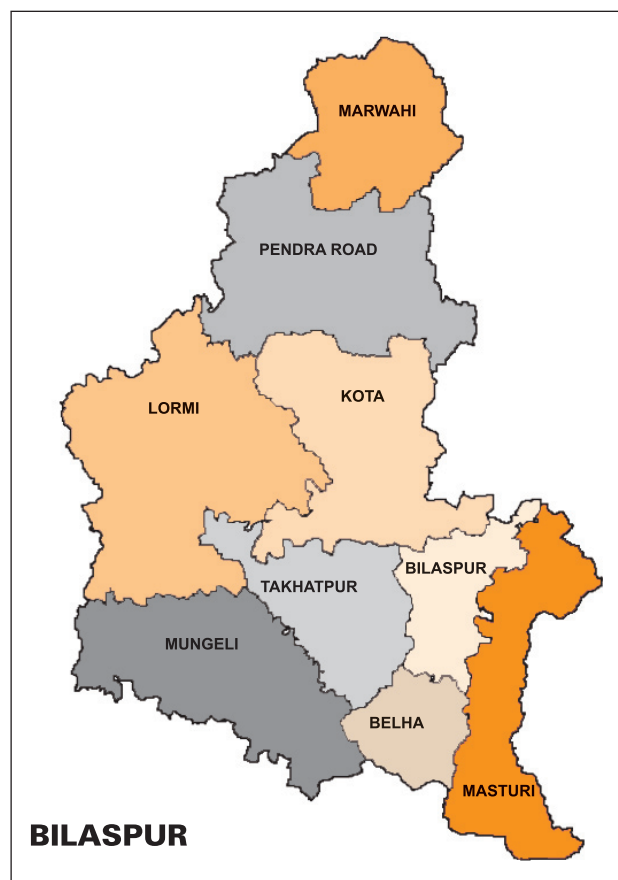 MARWAHI
PENDRA ROAD
KOTA
LORMI
BILASPUR
TAKHATPUR
MUNGELI
BELHA
MASTURI
BILASPUR